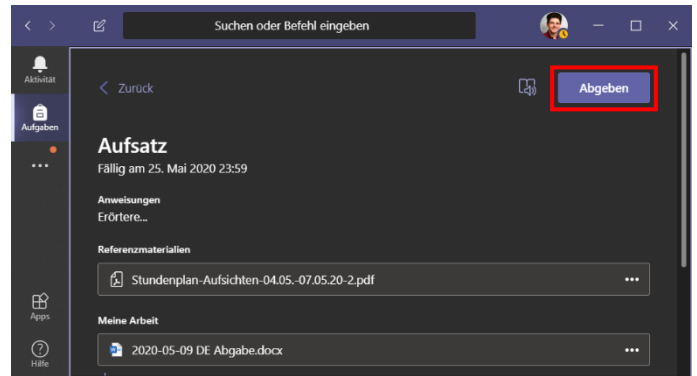 Suchen oder Befehl eingeben
Aktivität
Aufgaben
Zurück
Abgeben
Aufsatz
Fällig am 25. Mai 2020 23:59
Anweisungen
Erörtere...
Referenzmaterialien
Stundenplan-Aufsichten-04.05.-07.05.20-2.pdf
Meine Arbeit
2020-05-09 DE Abgabe.docx
Apps
Hilfe